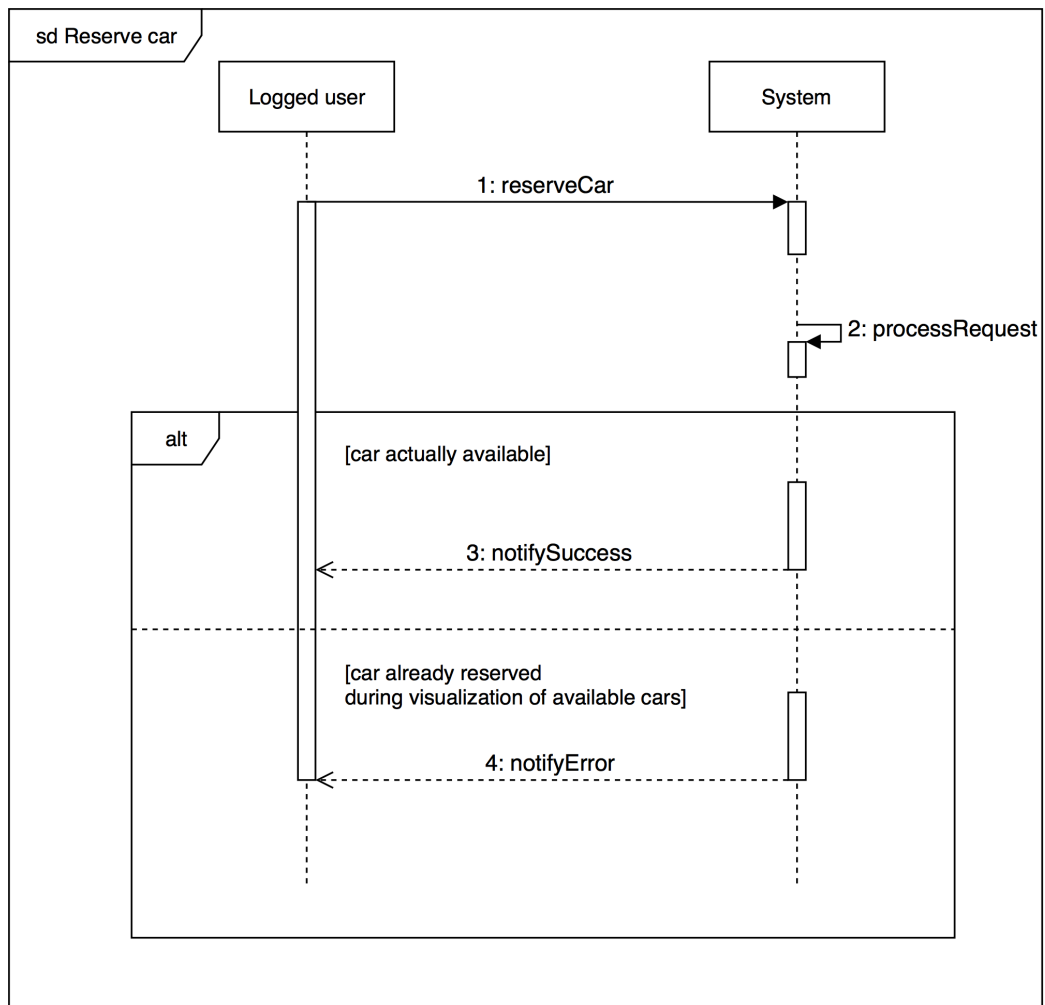 sd Reserve car
Logged user
System
1: reserveCar
2: processRequest
alt
[car actually available]
3: notifySuccess
[car already reserved
during visualization of available cars]
4: notifyError